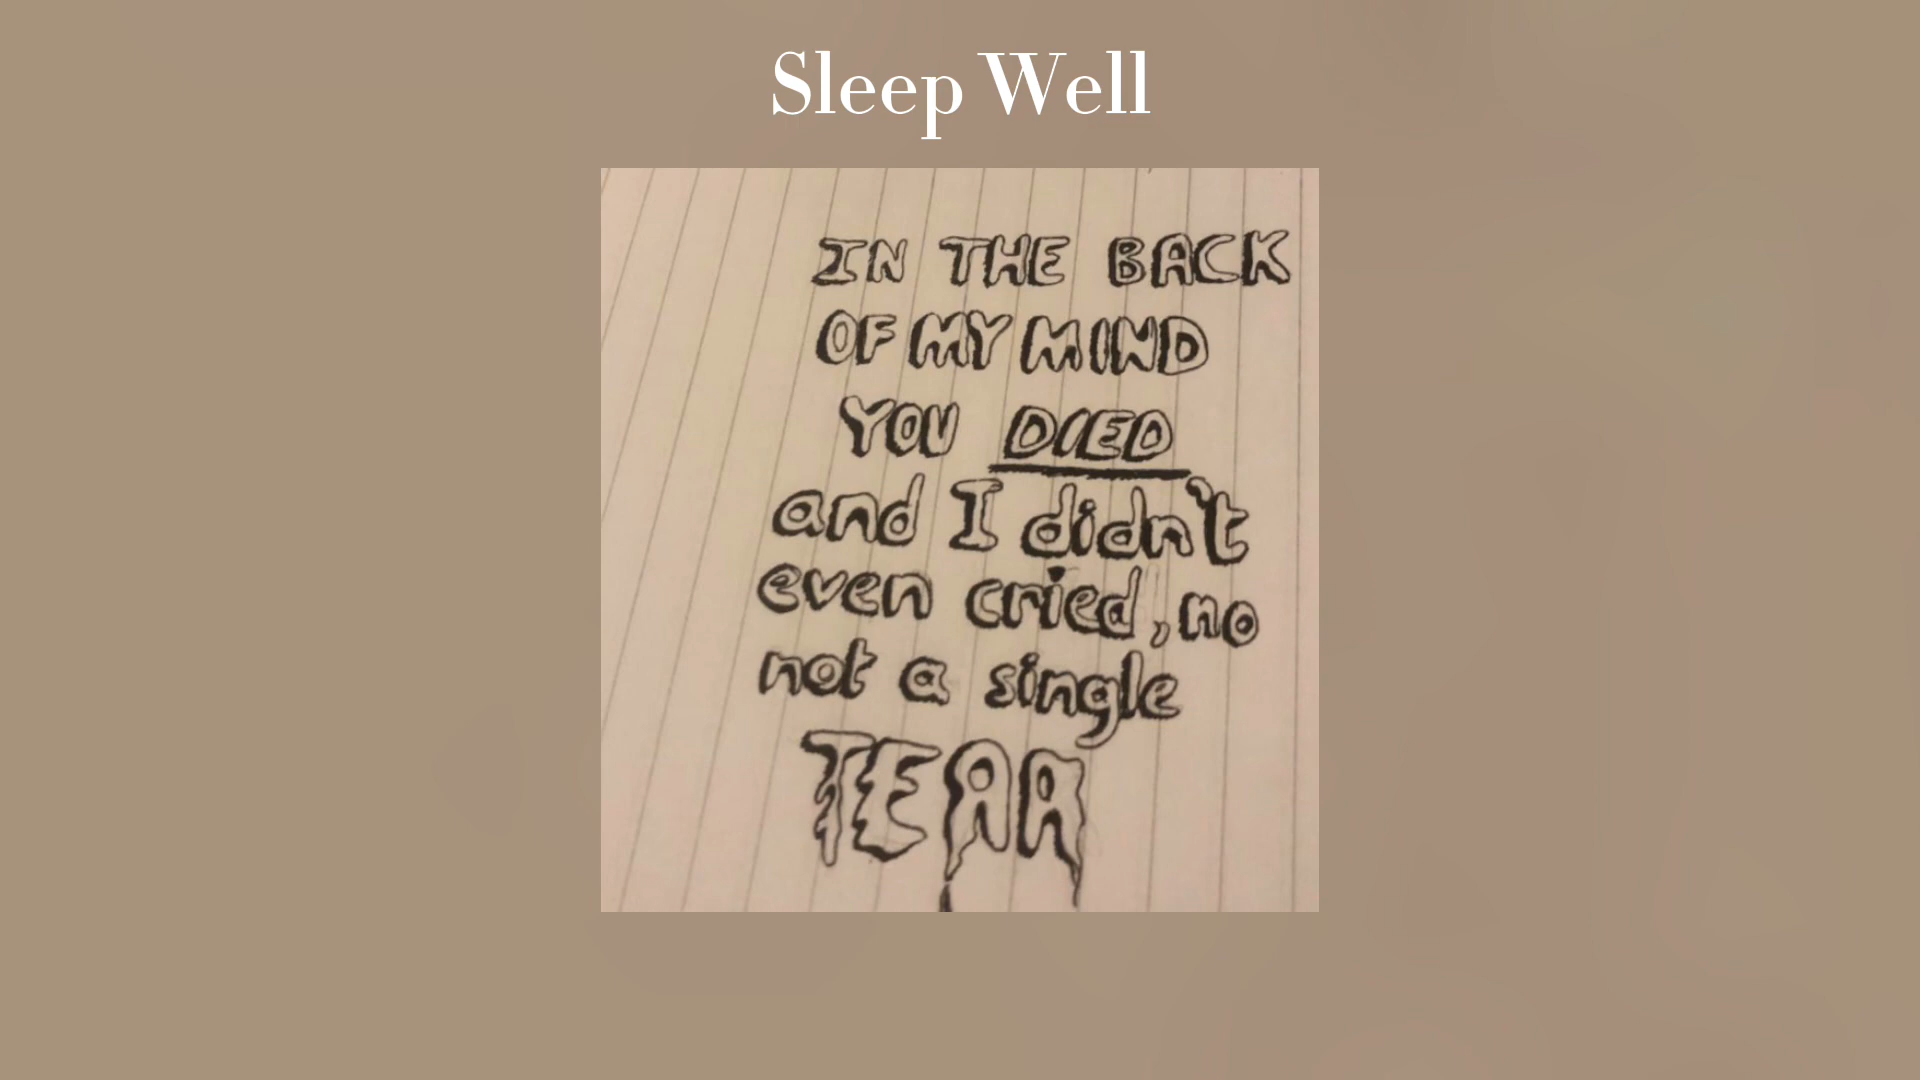 Sleep Well
IN THE BACK
OF MY MIND
YOU DIED
and I didn't
even cried, no
not a single
TEAR